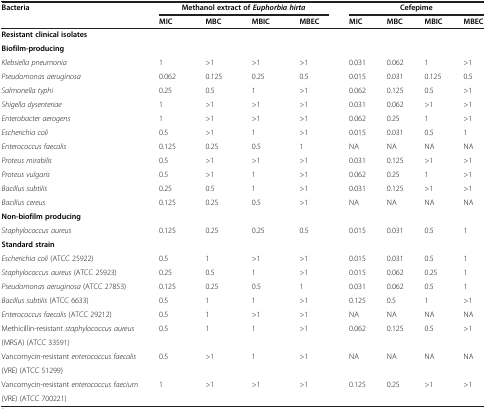 Bacteria Methanol extract of Euphorbia hirta Cefepime
MIC MBC MBIC MBEC MIC MBC MBIC MBEC
Resistant clinical isolates
Biofilm-producing
Klebsiella pneumonia 1 >1 >1 >1 0.031 0.062 1 >1
Pseudomonas aeruginosa 0.062 0.125 0.25 0.5 0.015 0.031 0.125 0.5
Salmonella typhi 0.25 0.5 1 >1 0.062 0.125 0.5 >1
Shigella dysenteriae 1 >1 >1 >1 0.031 0.062 >1 >1
Enterobacter aerogens 1 >1 >1 >1 0.062 0.25 1 >1
Escherichia coli 0.5 >1 1 >1 0.015 0.031 0.5 1
Enterococcus faecalis 0.125 0.25 0.5 1 NA NA NA NA
Proteus mirabilis 0.5 >1 >1 >1 0.031 0.125 >1 >1
Proteus vulgaris 0.5 >1 1 >1 0.062 0.25 1 >1
Bacillus subtilis 0.25 0.5 1 >1 0.031 0.125 >1 >1
Bacillus cereus 0.125 0.25 0.5 >1 NA NA NA NA
Non-biofilm producing
Staphylococcus aureus 0.125 0.25 0.25 0.5 0.015 0.031 0.5 1
Standard strain
Escherichia coli (ATCC 25922) 0.5 1 >1 >1 0.015 0.031 0.5 1
Staphylococcus aureus (ATCC 25923) 0.25 0.5 1 >1 0.015 0.062 0.25 1
Pseudomonas aeruginosa (ATCC 27853) 0.125 0.25 0.5 1 0.031 0.062 0.5 1
Bacillus subtilis (ATCC 6633) 0.5 1 1 >1 0.125 0.5 1 >1
Enterococcus faecalis (ATCC 29212) 0.5 1 >1 >1 NA NA NA NA
Methicillin-resistant staphylococcus aureus 0.5 1 1 >1 0.062 0.125 0.5 >1
(MRSA) (ATCC 33591)
Vancomycin-resistant enterococcus faecalis 0.5 >1 1 >1 NA NA NA NA
(VRE) (ATCC 51299)
Vancomycin-resistant enterococcus faecium 1 >1 >1 >1 0.125 0.25 >1 >1
(VRE) (ATCC 700221)